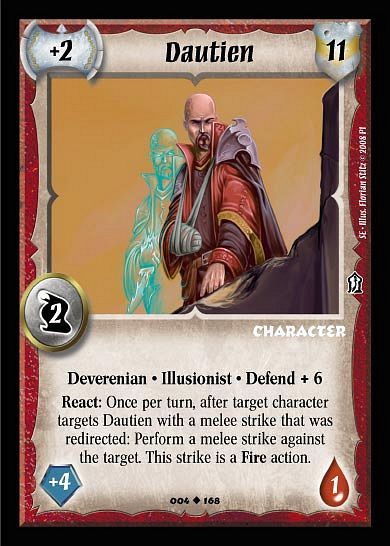 +2
Dautien
11
SE • Illus. Florian Stitz © 2008 PI
2
CHARACTER
Deverenian • Illusionist • Defend + 6
React: Once per turn, after target character
targets Dautien with a melee strike that was
redirected: Perform a melee strike against
the target. This strike is a Fire action.
+4
004 ◆ 168
1